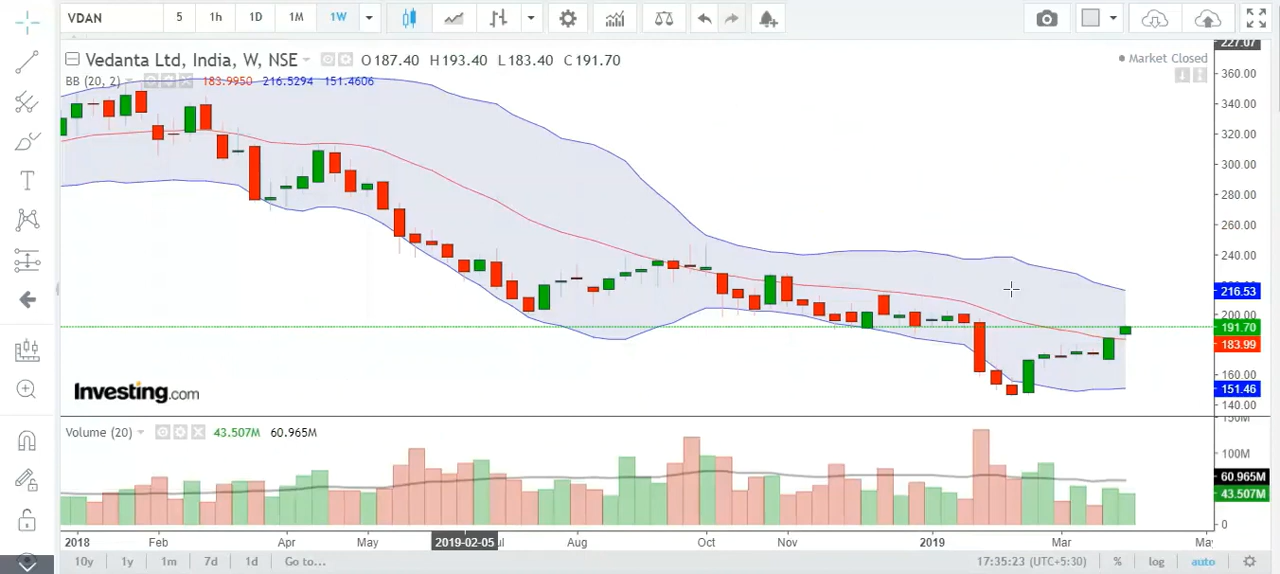 VDAN 5 1h 1D 1M 1W
227.07
Vedanta Ltd, India, W, NSE O187.40 H193.40 L183.40 C191.70
Market Closed
BB (20, 2) 183.9950 216.5294 151.4606
360.00
340.00
320.00
300.00
280.00
260.00
240.00
216.53
200.00
191.70
183.99
160.00
151.46
140.00
Investing.com
150M
Volume (20) 43.507M 60.965M
100M
60.965M
43.507M
0
2018 Feb Apr May 2019-02-05 Aug Oct Nov 2019 Mar
10y 1y 1m 7d 1d Go to... 17:35:23 (UTC+5:30) % log auto